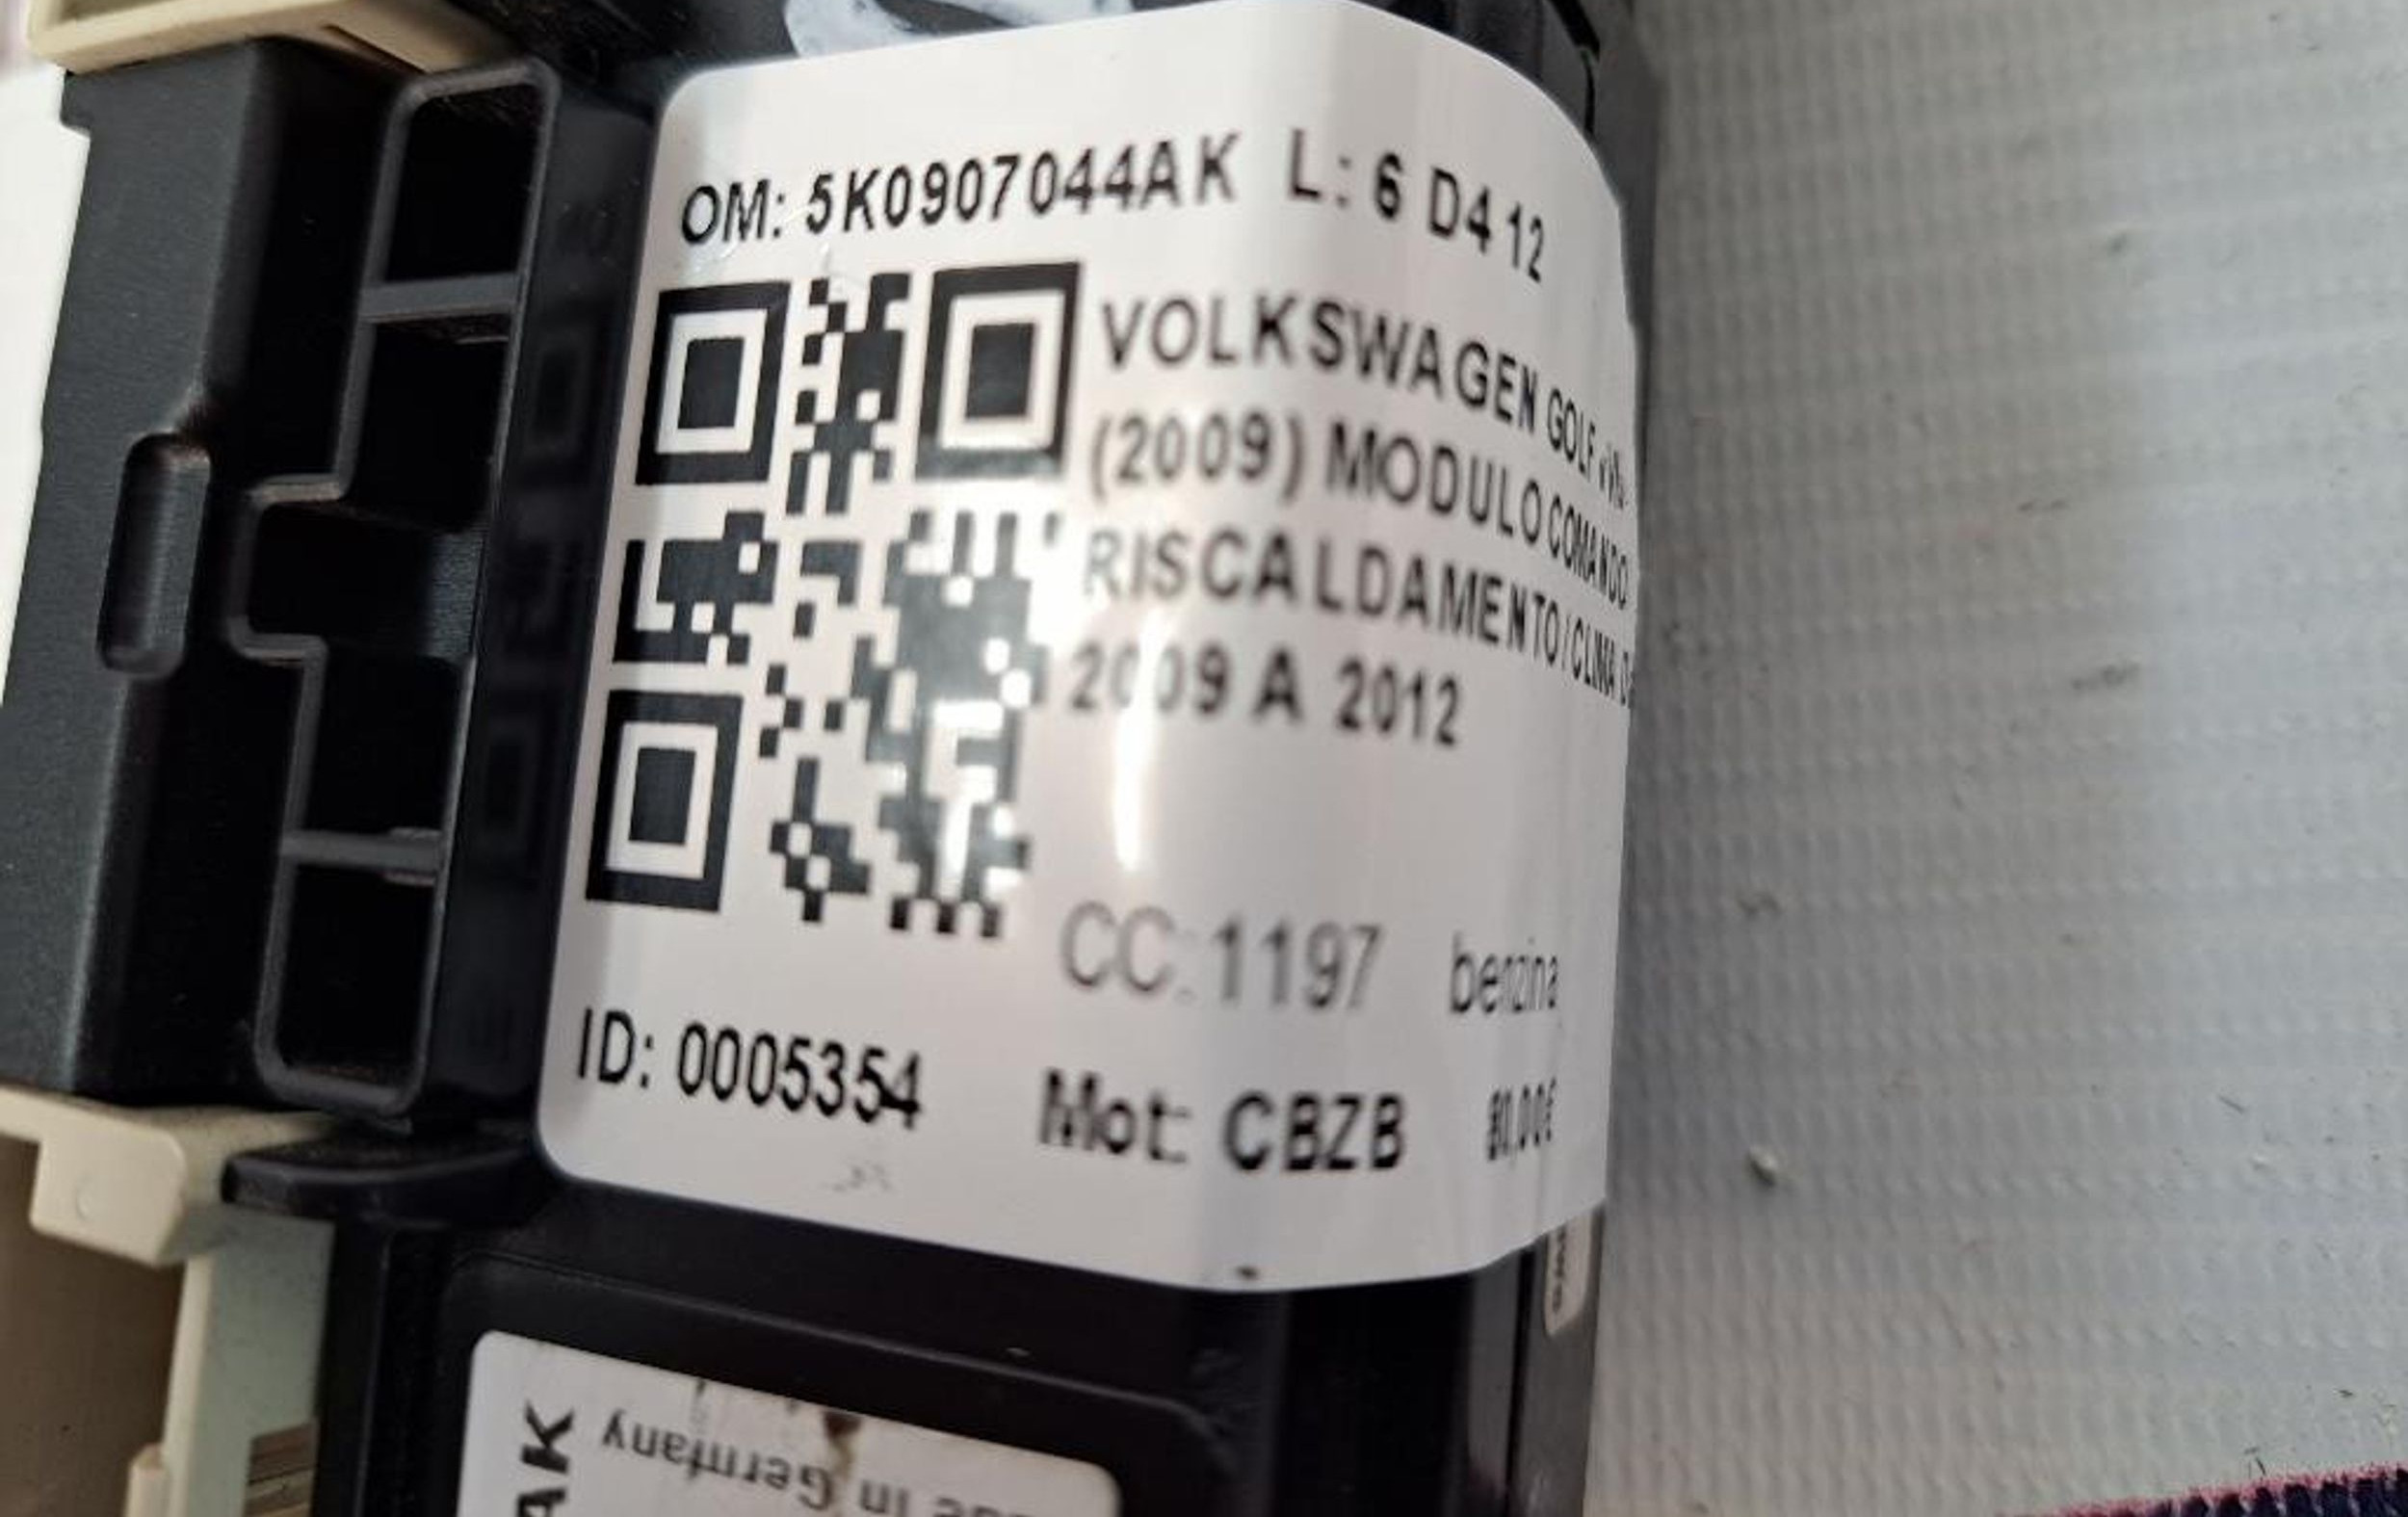 OM: 5K0907044AK L: 6 D4 12
VOLKSWAGEN GOLF
(2009) MODULO COMANDO
RISCALDAMENTO/CLIMA
2009 A 2012
CC:1197 benzina
ID: 0005354 Mot: CBZB 80,00€
AK
in Germany